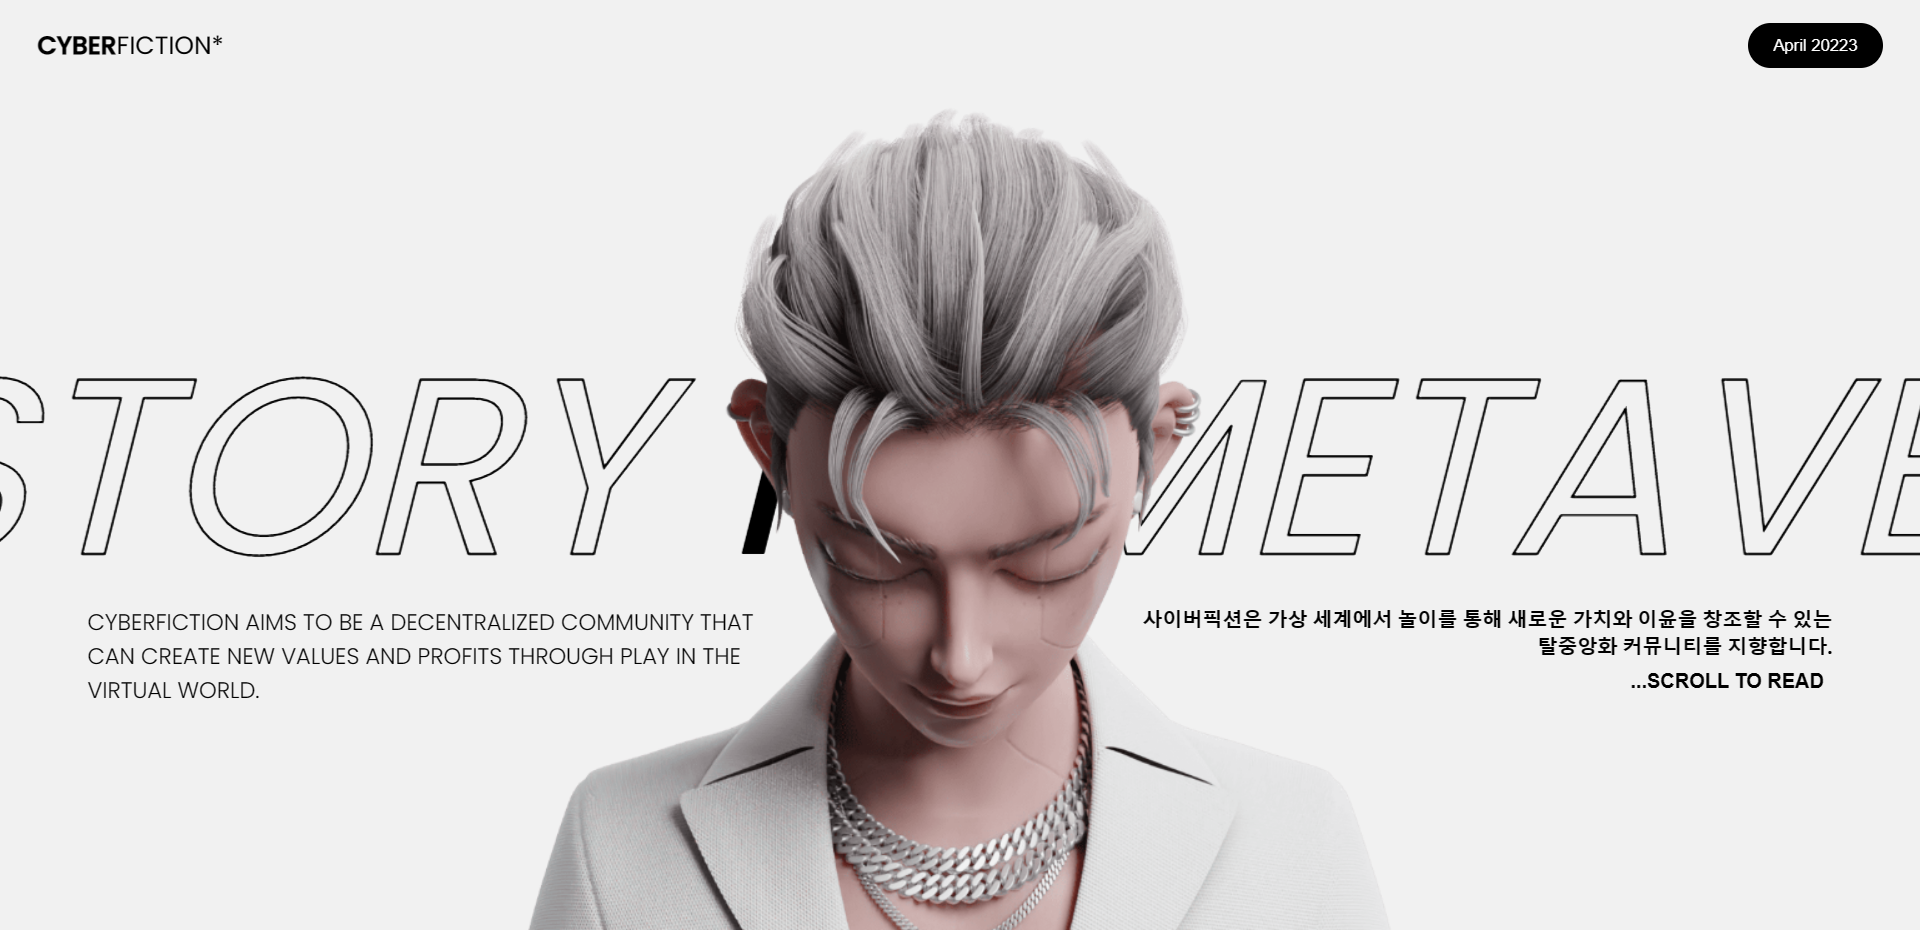 CYBERFICTION*
April 20223
STORY
METAVE
CYBERFICTION AIMS TO BE A DECENTRALIZED COMMUNITY THAT
CAN CREATE NEW VALUES AND PROFITS THROUGH PLAY IN THE
VIRTUAL WORLD.
사이버픽션은 가상 세계에서 놀이를 통해 새로운 가치와 이윤을 창조할 수 있는
탈중앙화 커뮤니티를 지향합니다.
...SCROLL TO READ